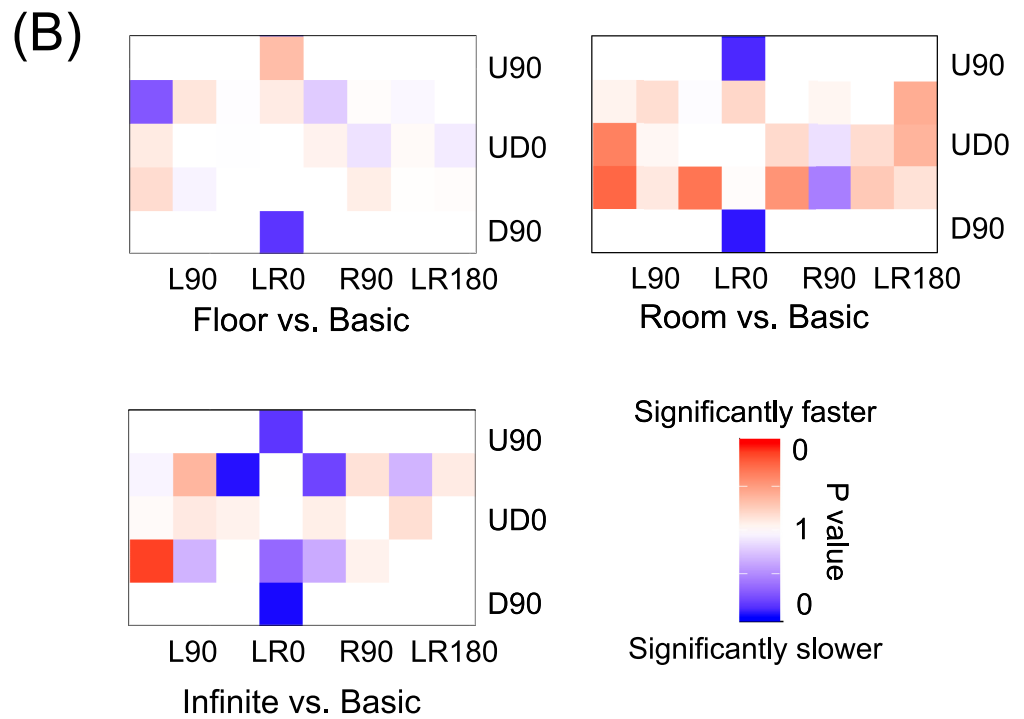 (B)
U90
UD0
D90
L90 LR0 R90 LR180
Floor vs. Basic
U90
UD0
D90
L90 LR0 R90 LR180
Room vs. Basic
U90
UD0
D90
L90 LR0 R90 LR180
Infinite vs. Basic
Significantly faster
0
1
0
P value
Significantly slower